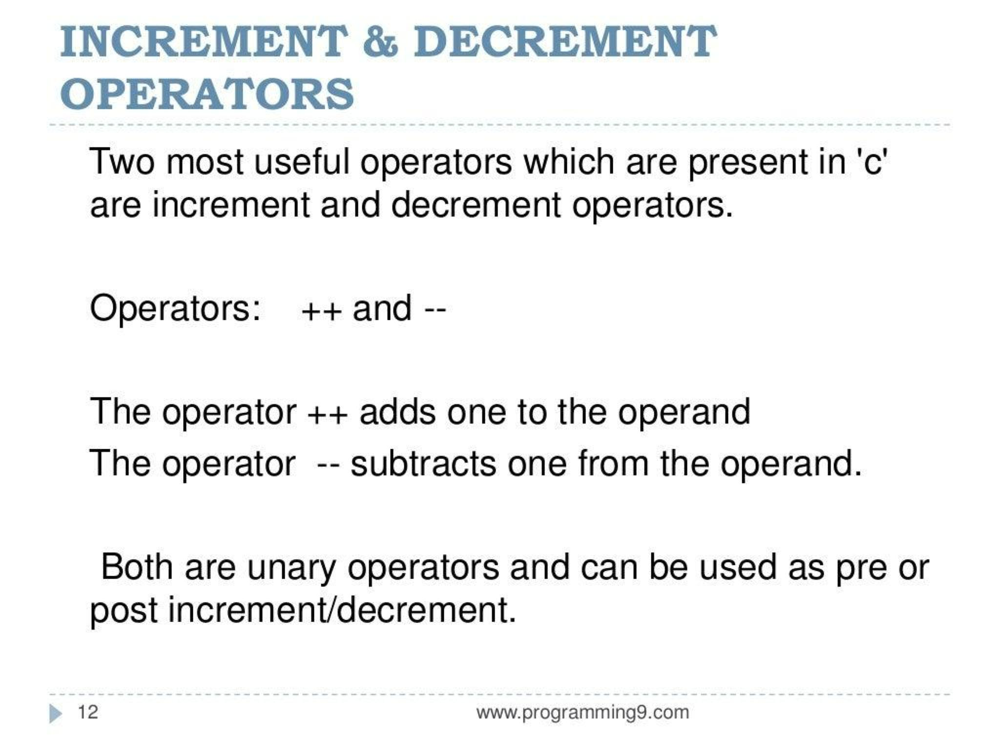 INCREMENT & DECREMENT
OPERATORS
Two most useful operators which are present in 'c'
are increment and decrement operators.
Operators: ++ and --
The operator ++ adds one to the operand
The operator -- subtracts one from the operand.
Both are unary operators and can be used as pre or
post increment/decrement.
12 www.programming9.com